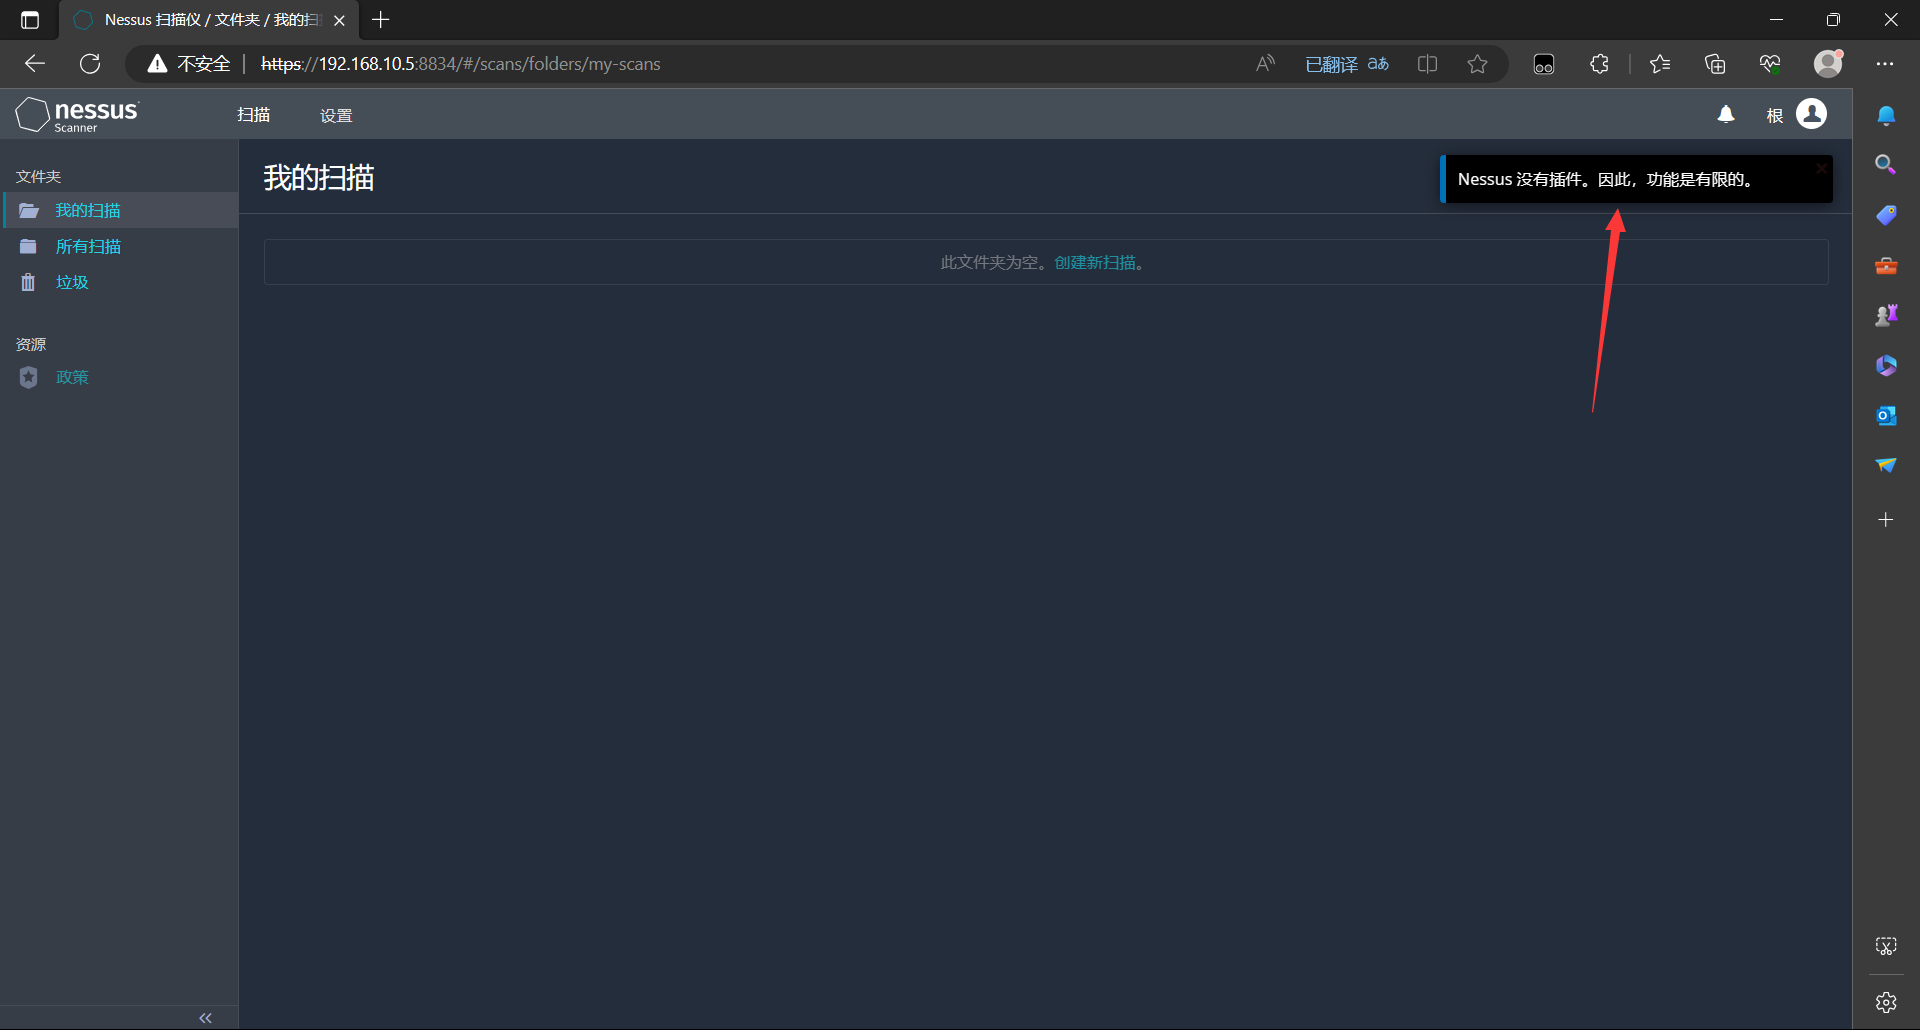 Nessus 扫描仪 / 文件夹 / 我的扫
不安全
https://192.168.10.5:8834/#/scans/folders/my-scans
已翻译
nessus
Scanner
扫描
设置
根
文件夹
我的扫描
所有扫描
垃圾
资源
政策
我的扫描
Nessus 没有插件。因此，功能是有限的。
此文件夹为空。创建新扫描。